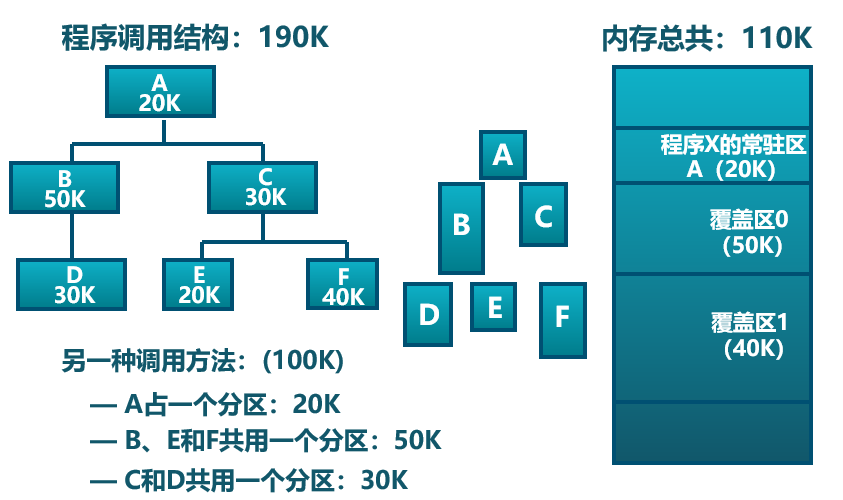 程序调用结构：190K
内存总共：110K
A
20K
B
50K
C
30K
D
30K
E
20K
F
40K
A
B
C
D
E
F
程序X的常驻区
A（20K)
覆盖区0
(50K)
覆盖区1
(40K)
另一种调用方法：(100K)
— A占一个分区：20K
— B、E和F共用一个分区：50K
— C和D共用一个分区：30K